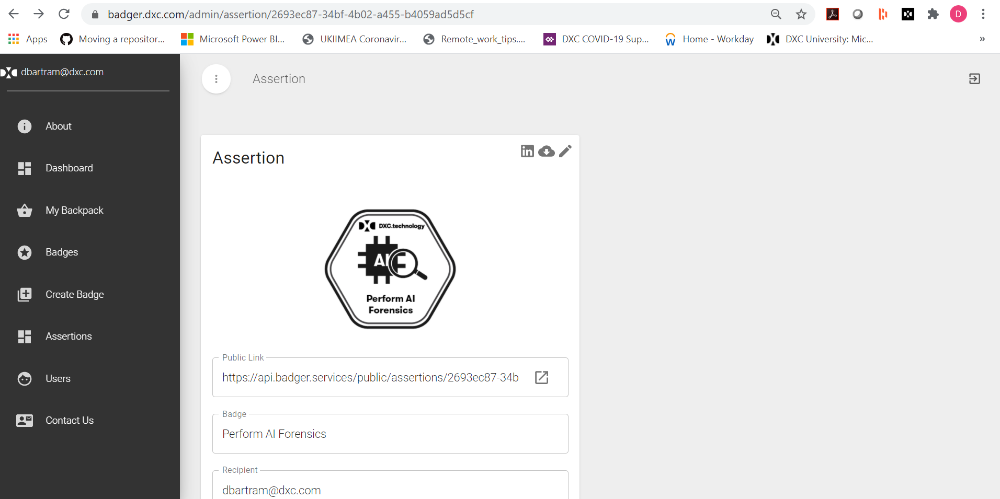 badger.dxc.com/admin/assertion/2693ec87-34bf-4b02-a455-b4059ad5d5cf
D
Apps
Moving a repositor...
Microsoft Power BI...
UKIIMEA Coronavir...
Remote_work_tips....
DXC COVID-19 Sup...
Home - Workday
DXC University: Mic...
»
dbartram@dxc.com
About
Dashboard
My Backpack
Badges
Create Badge
Assertions
Users
Contact Us
Assertion
Assertion
in
DXC.technology
AI
Perform AI
Forensics
Public Link
https://api.badger.services/public/assertions/2693ec87-34b
Badge
Perform AI Forensics
Recipient
dbartram@dxc.com